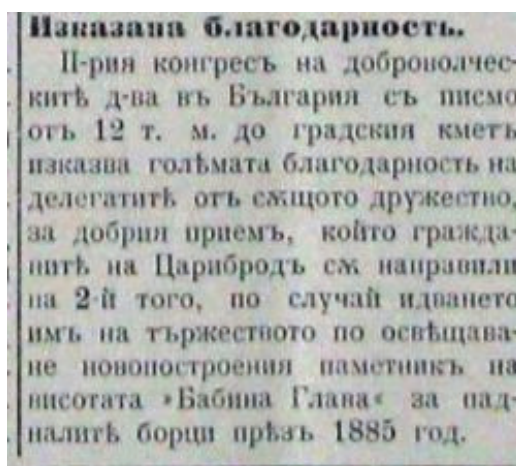 Изказана благодарность.
II-рия конгресъ на доброволчес-
китѣ д-ва въ България съ писмо
отъ 12 т. м. до градския кметъ
изказва голѣмата благодарность на
делегатитѣ отъ сѫщото дружество,
за добрия приемъ, който гражда-
нитѣ на Царибродъ сѫ направили
на 2-й того, по случай идването
имъ на тържеството по освѣщава-
не новопостроения паметникъ на
висотата »Бабина Глава« за пад-
налитѣ борци прѣзъ 1885 год.